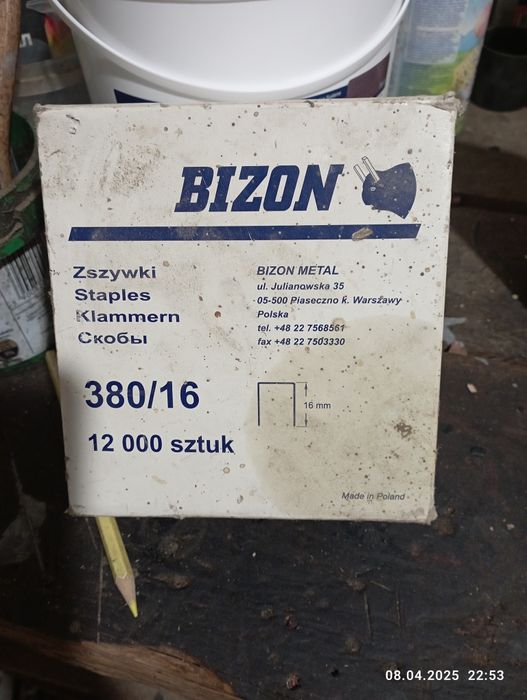 BIZON
Zszywki
Staples
Klammern
Скобы
BIZON METAL
ul. Julianowska 35
05-500 Piaseczno k. Warszawy
Polska
tel. +48 22 7568561
fax +48 22 7503330
380/16
16 mm
12 000 sztuk
Made in Poland
08.04.2025 22:53